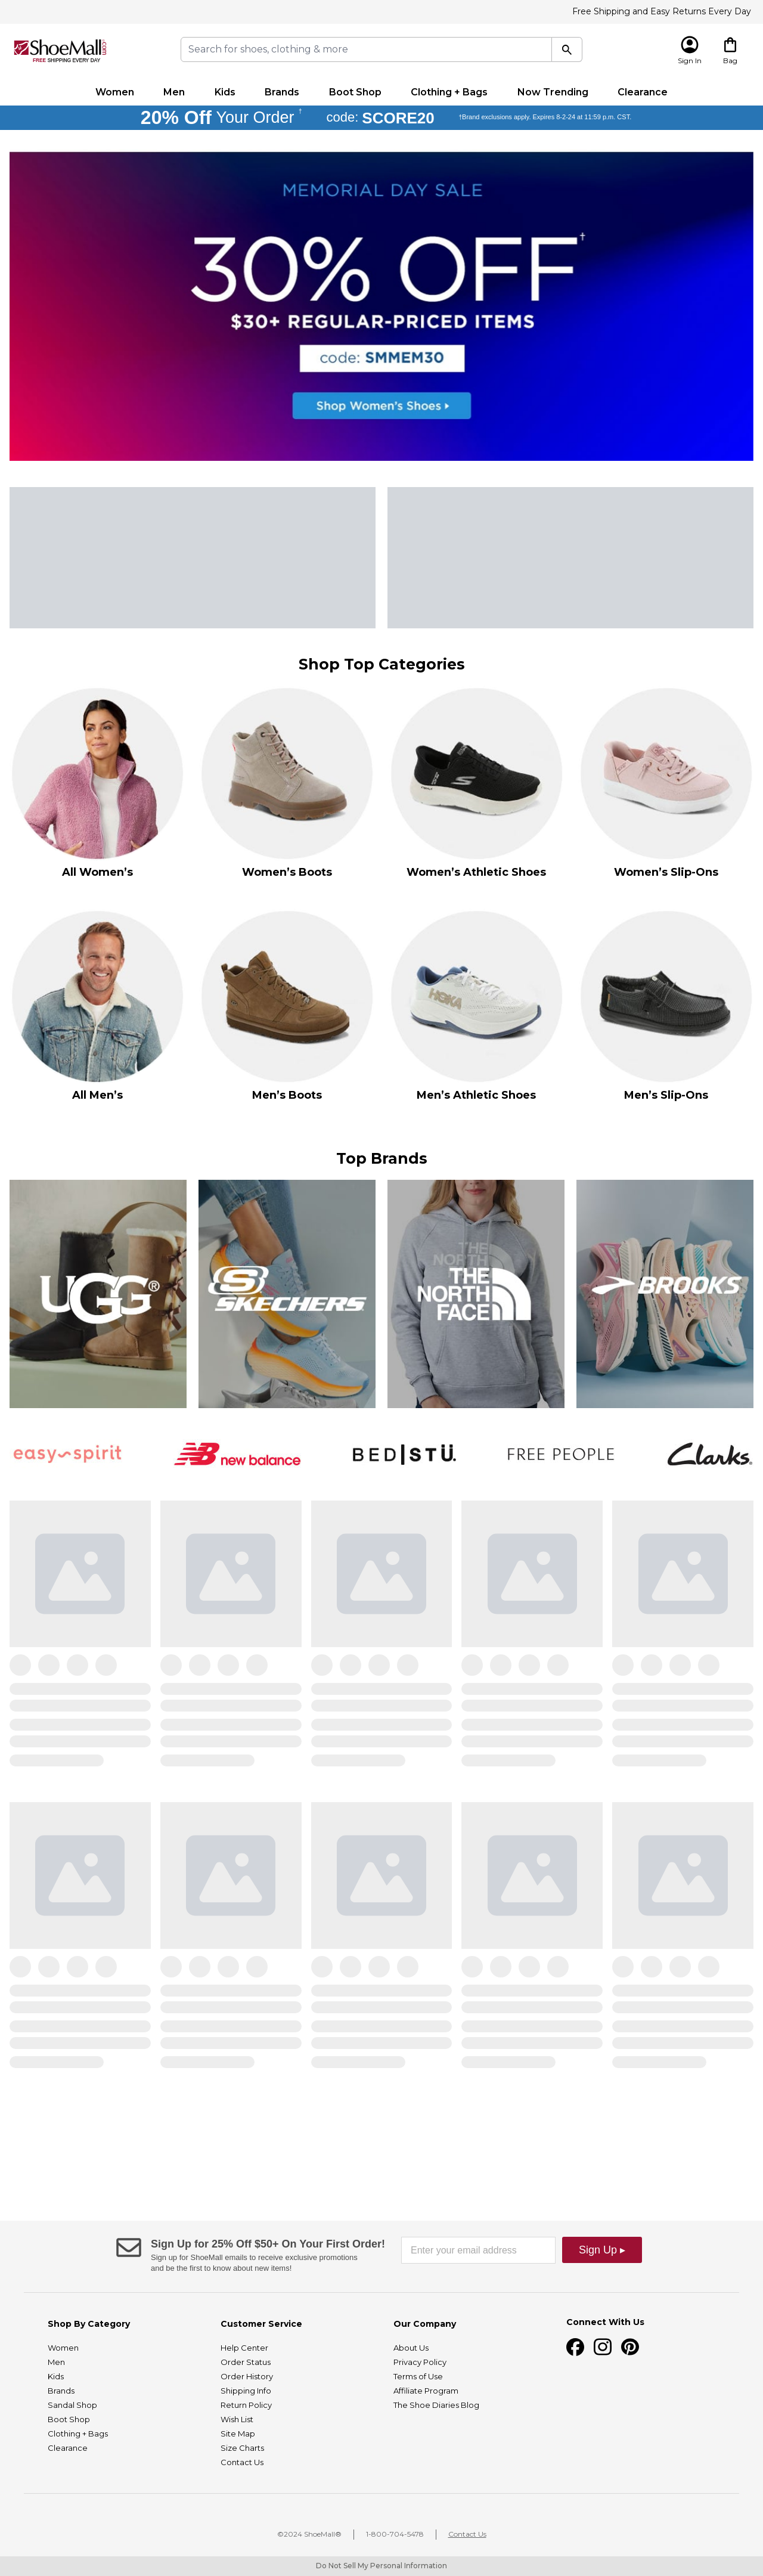 Free Shipping and Easy Returns Every Day
ShoeMall.com
FREE SHIPPING EVERY DAY
Search for shoes, clothing & more
Sign In
Bag
Women Men Kids Brands Boot Shop Clothing + Bags Now Trending Clearance
20% Off Your Order † code: SCORE20 †Brand exclusions apply. Expires 8-2-24 at 11:59 p.m. CST.
MEMORIAL DAY SALE
30% OFF†
$30+ REGULAR-PRICED ITEMS
code: SMMEM30
Shop Women's Shoes ▸
Shop Top Categories
All Women's
Women's Boots
Women's Athletic Shoes
Women's Slip-Ons
All Men's
Men's Boots
Men's Athletic Shoes
Men's Slip-Ons
Top Brands
UGG®
SKECHERS
THE NORTH FACE
BROOKS
easy spirit
NB new balance
BED|STÜ.
FREE PEOPLE
Clarks.
Sign Up for 25% Off $50+ On Your First Order!
Sign up for ShoeMall emails to receive exclusive promotions
and be the first to know about new items!
Enter your email address
Sign Up ▸
Shop By Category
Women
Men
Kids
Brands
Sandal Shop
Boot Shop
Clothing + Bags
Clearance
Customer Service
Help Center
Order Status
Order History
Shipping Info
Return Policy
Wish List
Site Map
Size Charts
Contact Us
Our Company
About Us
Privacy Policy
Terms of Use
Affiliate Program
The Shoe Diaries Blog
Connect With Us
©2024 ShoeMall®
1-800-704-5478
Contact Us
Do Not Sell My Personal Information